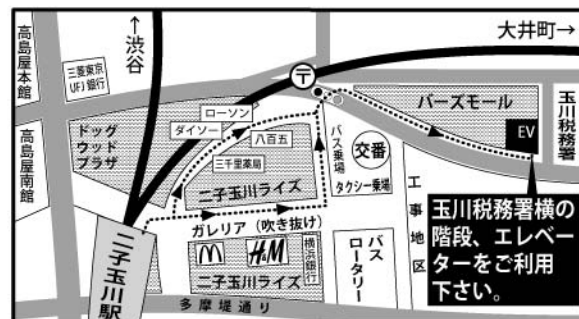 ↑渋谷
大井町→
高島屋本館
三菱東京
UFJ銀行
〒
ローソン
ダイソー
八百五
三千里薬局
バーズモール
EV
玉川税務署
高島屋南館
ドッグ
ウッド
プラザ
バス乗場
交番
タクシー乗場
二子玉川ライズ
ガレリア（吹き抜け）
工事地区
玉川税務署横の
階段、エレベー
ターをご利用
下さい。
二子玉川駅
M
H&M
横浜銀行
バス
ロータリー
二子玉川ライズ
多摩堤通り